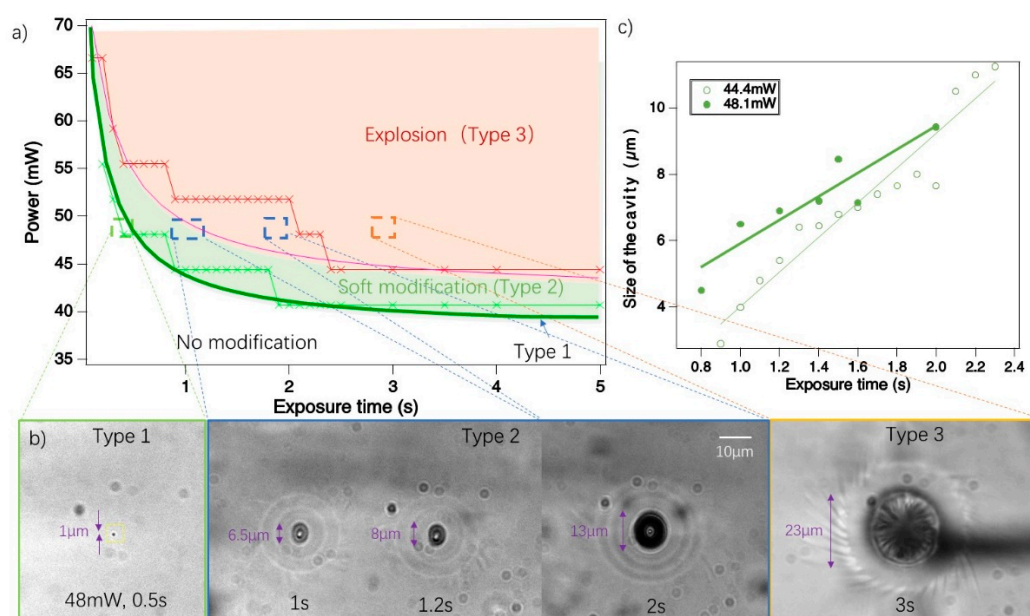 a)
Power (mW)
70
65
60
55
50
45
40
35
Explosion (Type 3)
Soft modification (Type 2)
No modification
Type 1
1
2
3
4
5
Exposure time (s)
c)
Size of the cavity (μm)
10
8
6
4
44.4mW
48.1mW
0.8 1.0 1.2 1.4 1.6 1.8 2.0 2.2 2.4
Exposure time (s)
b)
Type 1
1μm
48mW, 0.5s
Type 2
6.5μm
1s
8μm
1.2s
10μm
13μm
2s
Type 3
23μm
3s